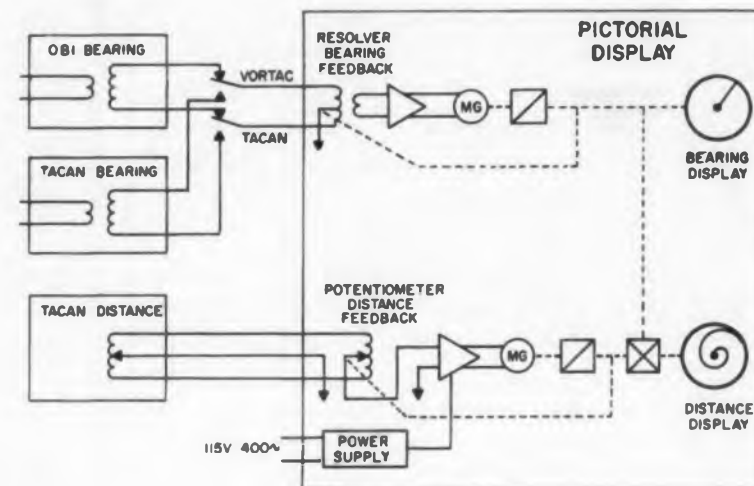 OBI BEARING
TACAN BEARING
TACAN DISTANCE
VORTAC
TACAN
RESOLVER
BEARING
FEEDBACK
PICTORIAL
DISPLAY
MG
BEARING
DISPLAY
POTENTIOMETER
DISTANCE
FEEDBACK
MG
DISTANCE
DISPLAY
115V 400~
POWER
SUPPLY